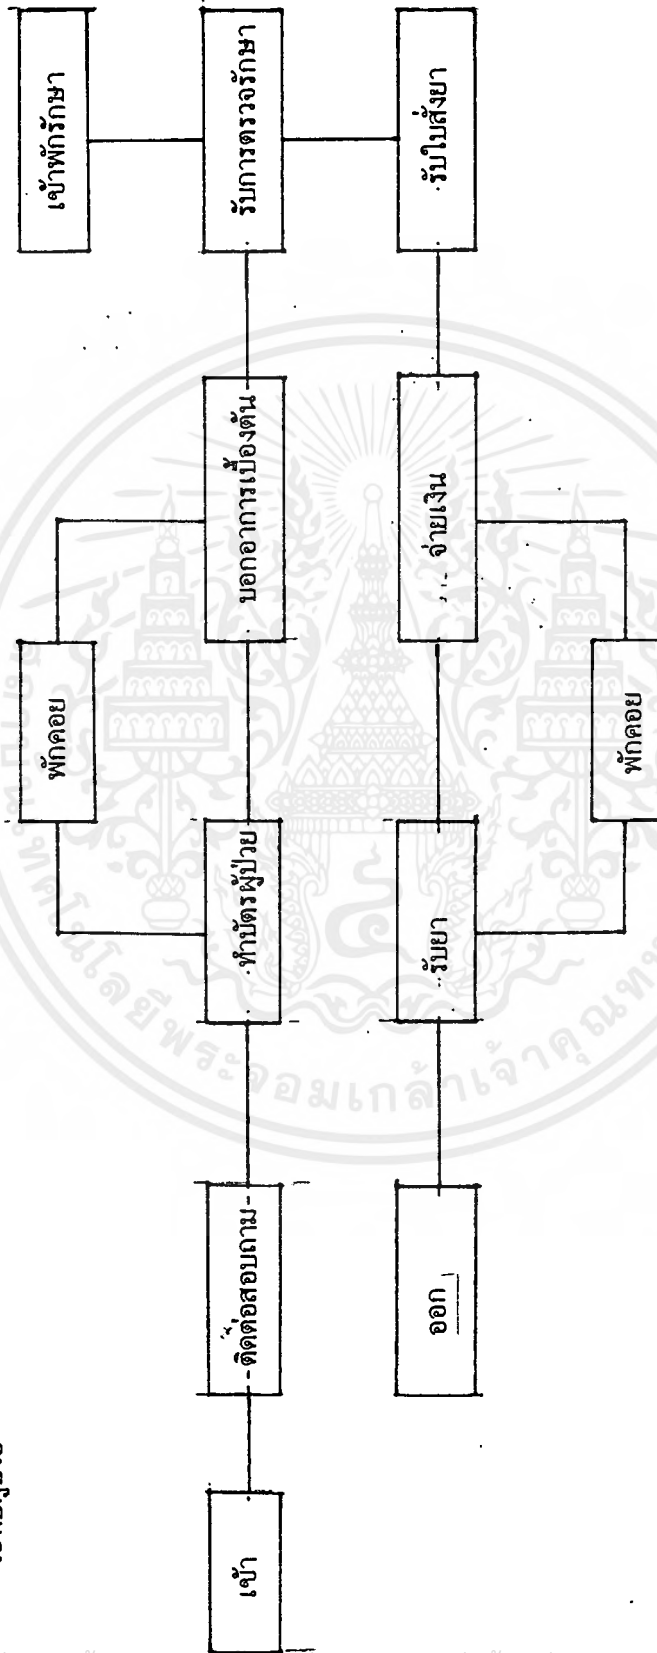 เข้า
ติดต่อสอบถาม
ทำบัตรผู้ป่วย
พักคอย
บอกอาการเบื้องต้น
รับการตรวจรักษา
เข้าพักรักษา
รับใบสั่งยา
จ่ายเงิน
พักคอย
รับยา
ออก